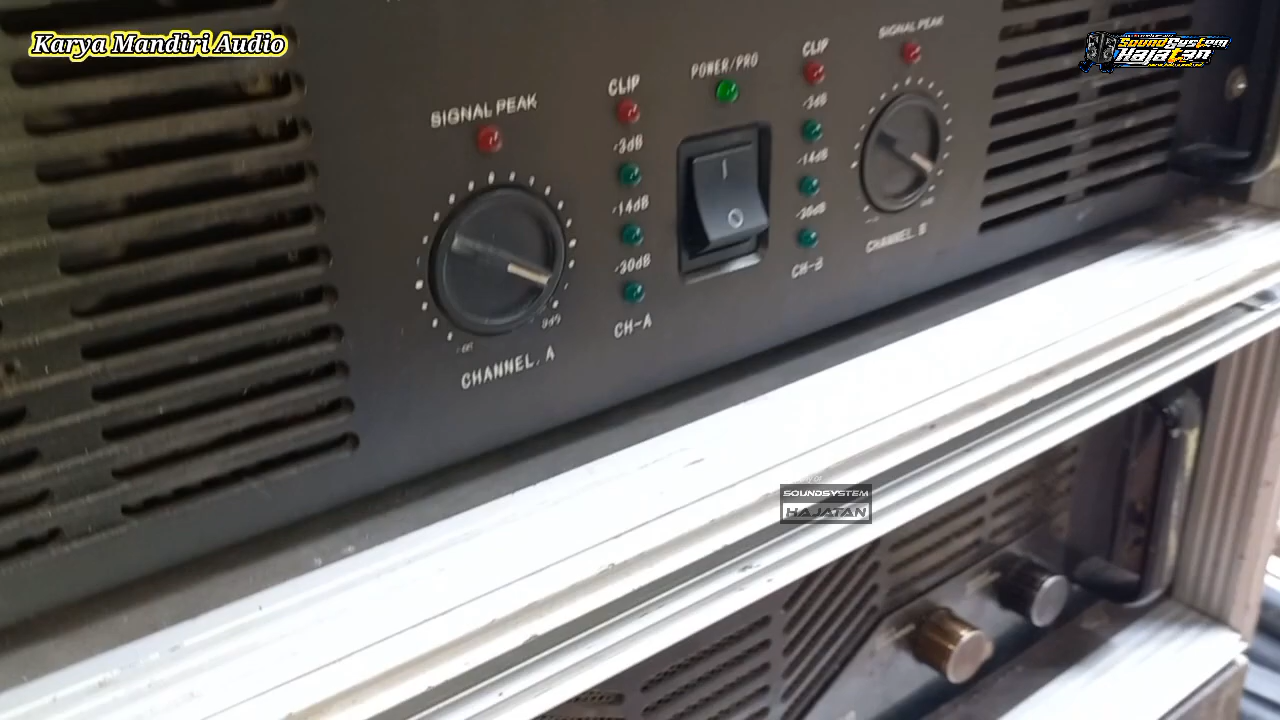 Karya Mandiri Audio
SoundSystem
Hajatan
SIGNAL PEAK
CLIP
POWER/PRO
CLIP
SIGNAL PEAK
-3dB
-14dB
-30dB
CH-A
CHANNEL. A
-3dB
-14dB
-30dB
CH-B
CHANNEL B
I
O
SOUNDSYSTEM
HAJATAN